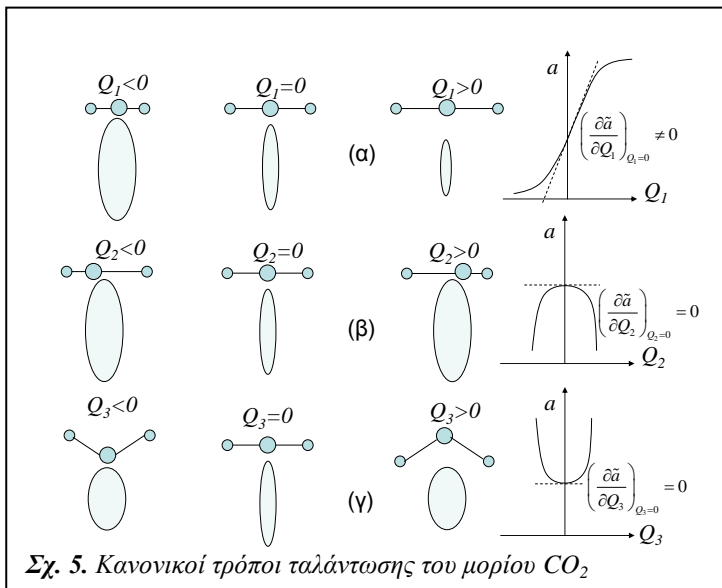 Q₁<0 Q₁=0 Q₁>0 a
(α) (∂ã/∂Q₁)_{Q₁=0} ≠ 0
Q₁
Q₂<0 Q₂=0 Q₂>0 a
(β) (∂ã/∂Q₂)_{Q₂=0} = 0
Q₂
Q₃<0 Q₃=0 Q₃>0 a
(γ) (∂ã/∂Q₃)_{Q₃=0} = 0
Q₃
Σχ. 5. Κανονικοί τρόποι ταλάντωσης του μορίου CO₂